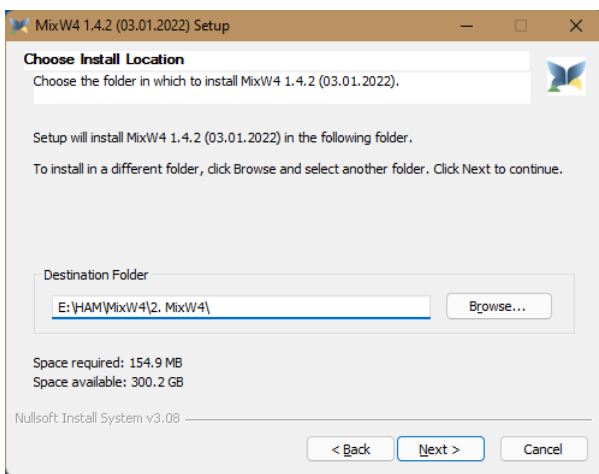 MixW4 1.4.2 (03.01.2022) Setup
Choose Install Location
Choose the folder in which to install MixW4 1.4.2 (03.01.2022).
Setup will install MixW4 1.4.2 (03.01.2022) in the following folder.
To install in a different folder, click Browse and select another folder. Click Next to continue.
Destination Folder
E:\HAM\MixW4\2. MixW4\
Browse...
Space required: 154.9 MB
Space available: 300.2 GB
Nullsoft Install System v3.08
< Back
Next >
Cancel